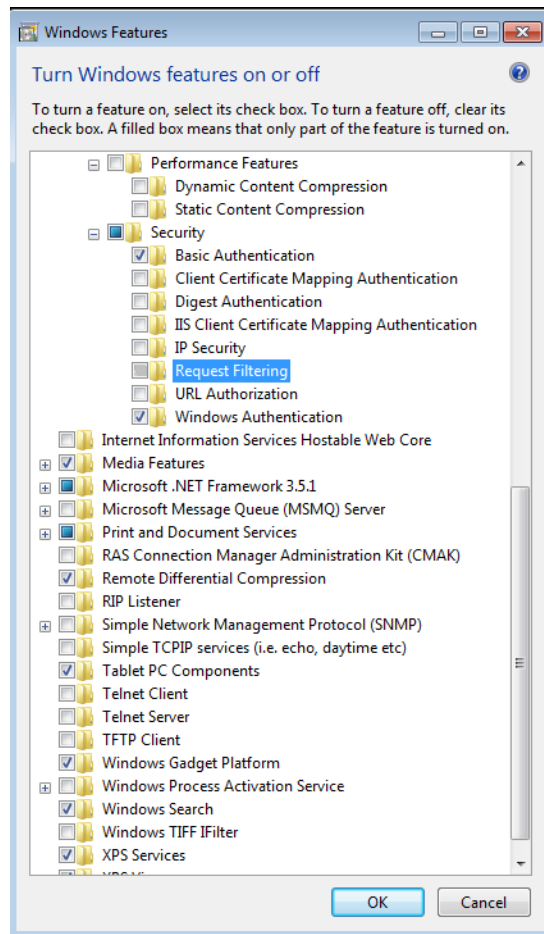 Windows Features
Turn Windows features on or off
To turn a feature on, select its check box. To turn a feature off, clear its
check box. A filled box means that only part of the feature is turned on.
Performance Features
Dynamic Content Compression
Static Content Compression
Security
Basic Authentication
Client Certificate Mapping Authentication
Digest Authentication
IIS Client Certificate Mapping Authentication
IP Security
Request Filtering
URL Authorization
Windows Authentication
Internet Information Services Hostable Web Core
Media Features
Microsoft .NET Framework 3.5.1
Microsoft Message Queue (MSMQ) Server
Print and Document Services
RAS Connection Manager Administration Kit (CMAK)
Remote Differential Compression
RIP Listener
Simple Network Management Protocol (SNMP)
Simple TCPIP services (i.e. echo, daytime etc)
Tablet PC Components
Telnet Client
Telnet Server
TFTP Client
Windows Gadget Platform
Windows Process Activation Service
Windows Search
Windows TIFF IFilter
XPS Services
OK Cancel